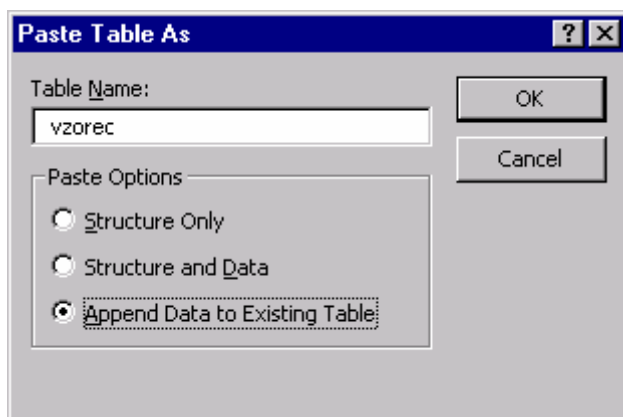 Paste Table As
Table Name:
OK
vzorec
Cancel
Paste Options
Structure Only
Structure and Data
Append Data to Existing Table